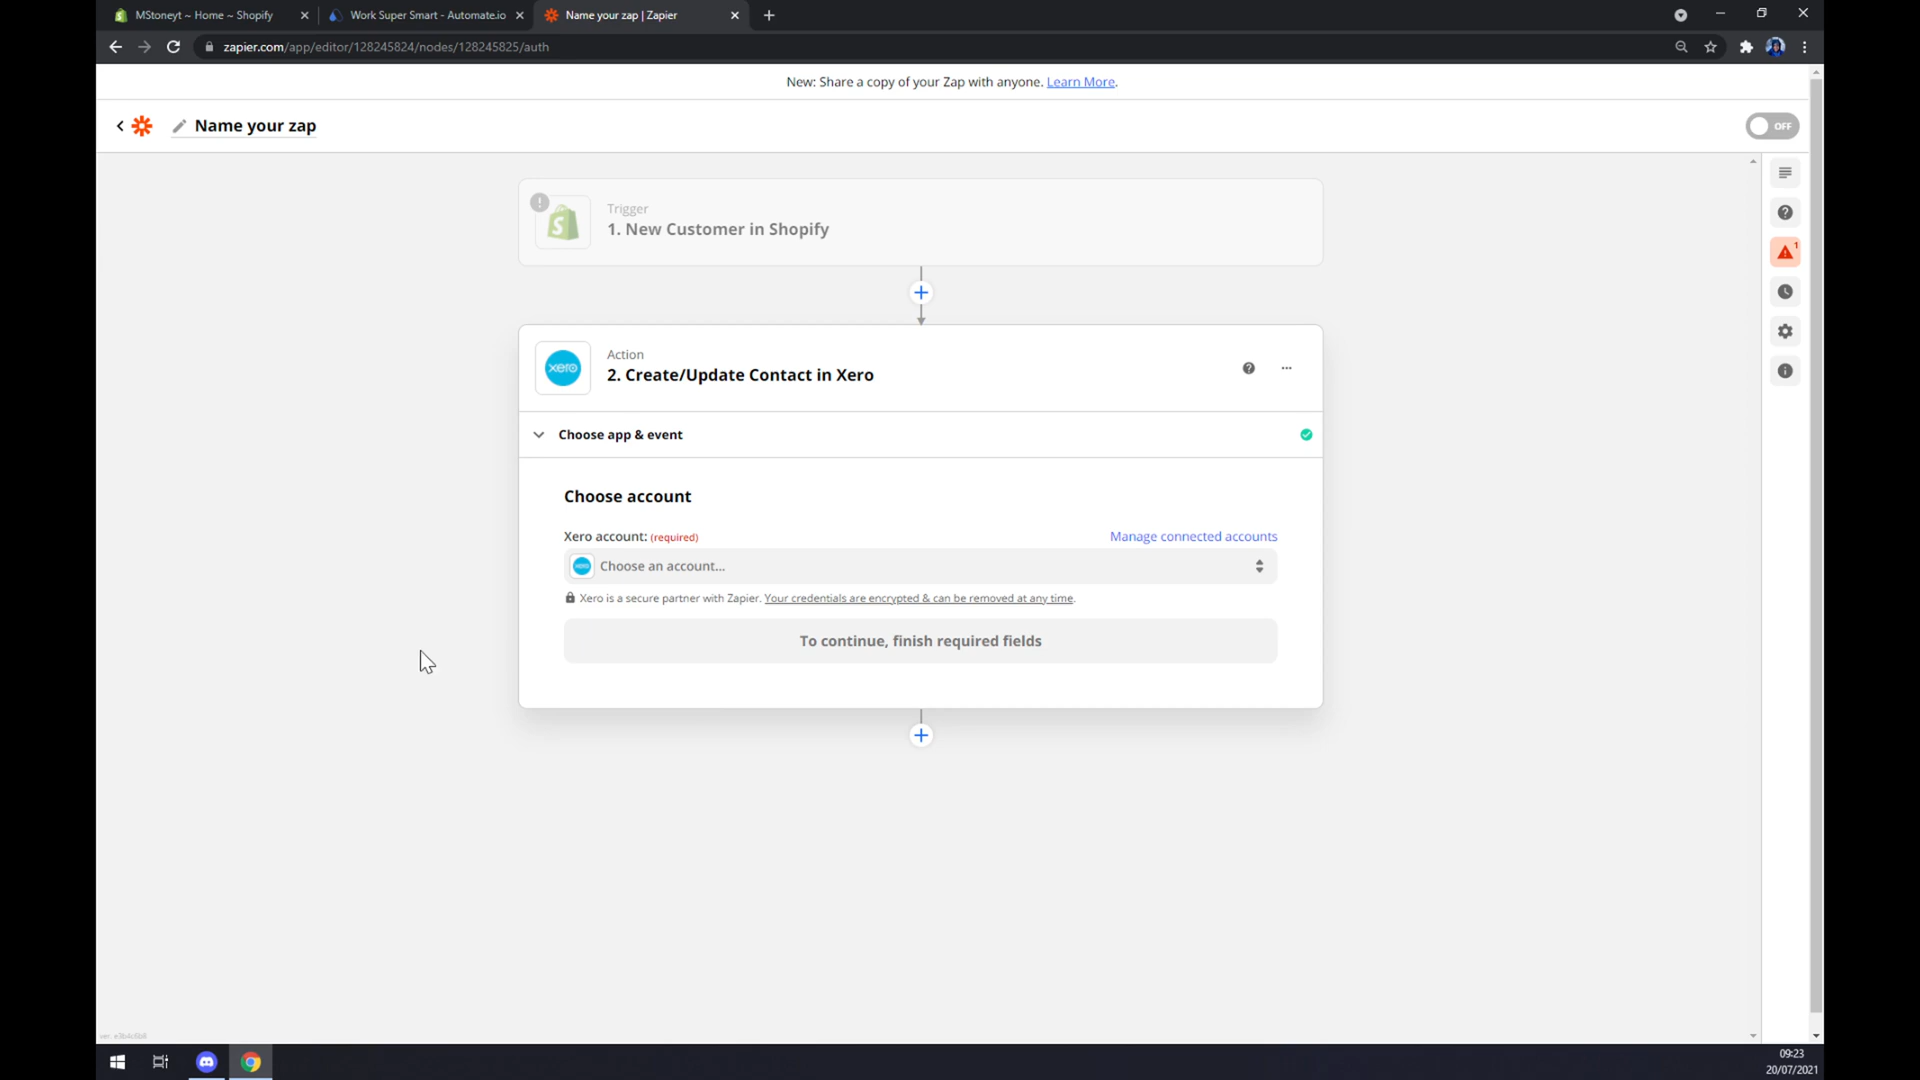 MStoneyt ~ Home ~ Shopify
Work Super Smart - Automate.io
Name your zap | Zapier
zapier.com/app/editor/128245824/nodes/128245825/auth
New: Share a copy of your Zap with anyone. Learn More.
Name your zap
OFF
Trigger
1. New Customer in Shopify
1
Action
2. Create/Update Contact in Xero
xero
Choose app & event
Choose account
Xero account: (required)
Manage connected accounts
Choose an account...
Xero is a secure partner with Zapier. Your credentials are encrypted & can be removed at any time.
To continue, finish required fields
09:23
20/07/2021